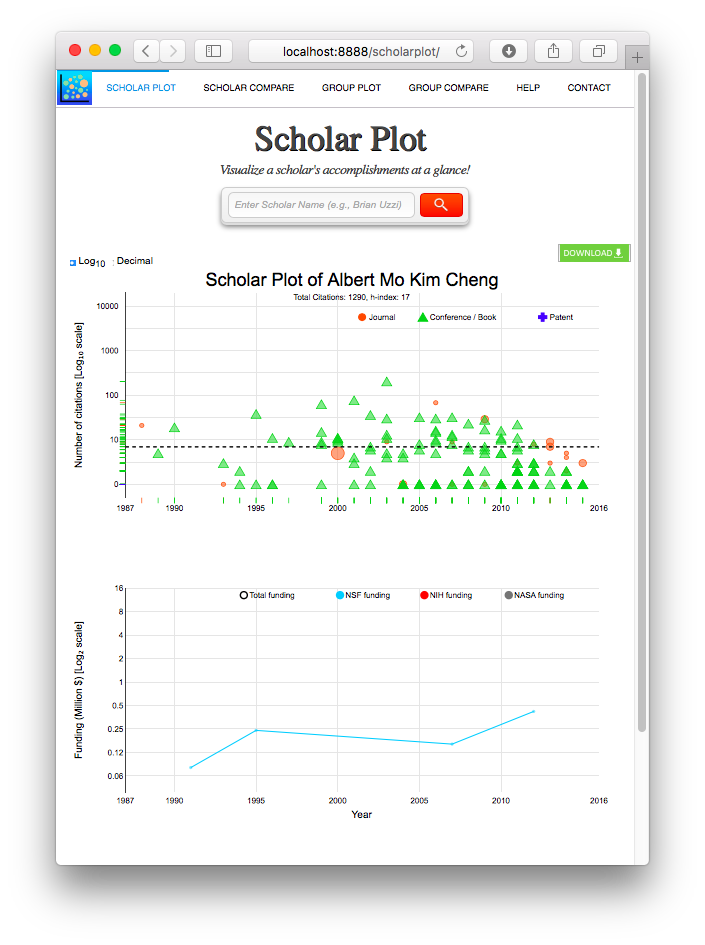 localhost:8888/scholarplot/
SCHOLAR PLOT SCHOLAR COMPARE GROUP PLOT GROUP COMPARE HELP CONTACT
Scholar Plot
Visualize a scholar's accomplishments at a glance!
Enter Scholar Name (e.g., Brian Uzzi)
DOWNLOAD
Log10 Decimal
Scholar Plot of Albert Mo Kim Cheng
Total Citations: 1290, h-index: 17
Journal Conference / Book Patent
Number of citations [Log10 scale]
10000
1000
100
10
0
1987 1990 1995 2000 2005 2010 2016
Total funding NSF funding NIH funding NASA funding
Funding (Million $) [Log2 scale]
16
8
4
2
1
0.5
0.25
0.12
0.06
1987 1990 1995 2000 2005 2010 2016
Year